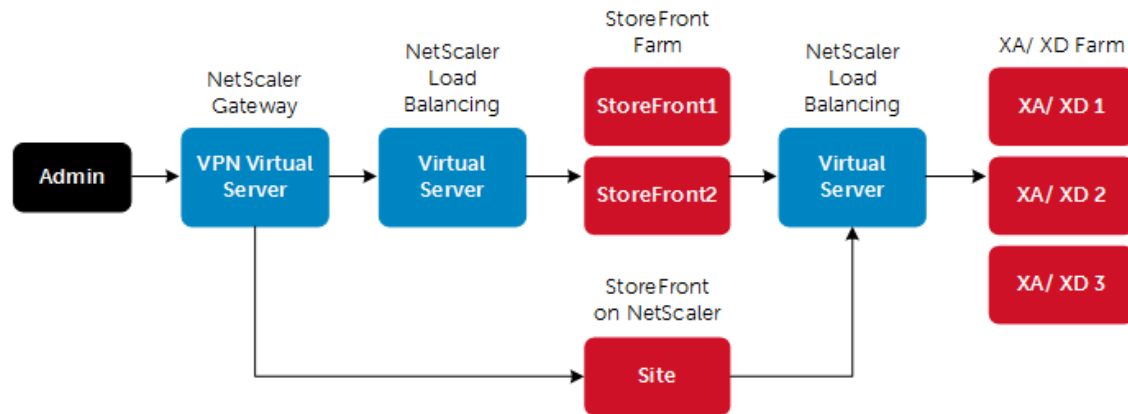 StoreFront
Farm
NetScaler
Load
Balancing
NetScaler
Load
Balancing
XA/ XD Farm
NetScaler
Gateway
StoreFront1
XA/ XD 1
Admin
VPN Virtual
Server
Virtual
Server
StoreFront2
Virtual
Server
XA/ XD 2
XA/ XD 3
StoreFront
on NetScaler
Site